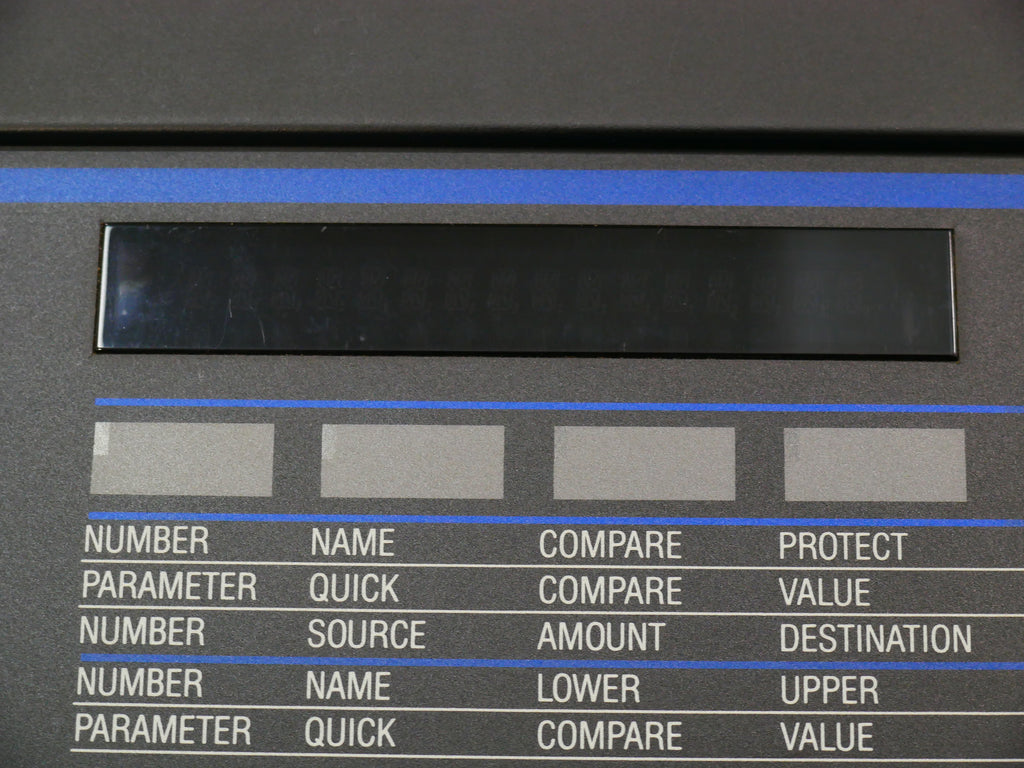 NUMBER NAME COMPARE PROTECT
PARAMETER QUICK COMPARE VALUE
NUMBER SOURCE AMOUNT DESTINATION
NUMBER NAME LOWER UPPER
PARAMETER QUICK COMPARE VALUE